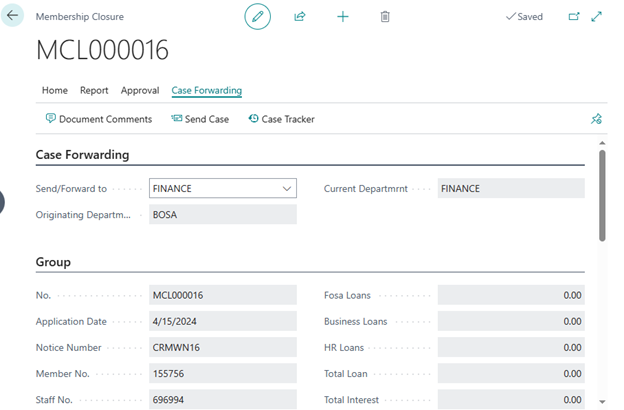 Membership Closure
Saved
MCL000016
Home Report Approval Case Forwarding
Document Comments Send Case Case Tracker
Case Forwarding
Send/Forward to FINANCE Current Departmrnt FINANCE
Originating Departm... BOSA
Group
No. MCL000016 Fosa Loans 0.00
Application Date 4/15/2024 Business Loans 0.00
Notice Number CRMWN16 HR Loans 0.00
Member No. 155756 Total Loan 0.00
Staff No. 696994 Total Interest 0.00